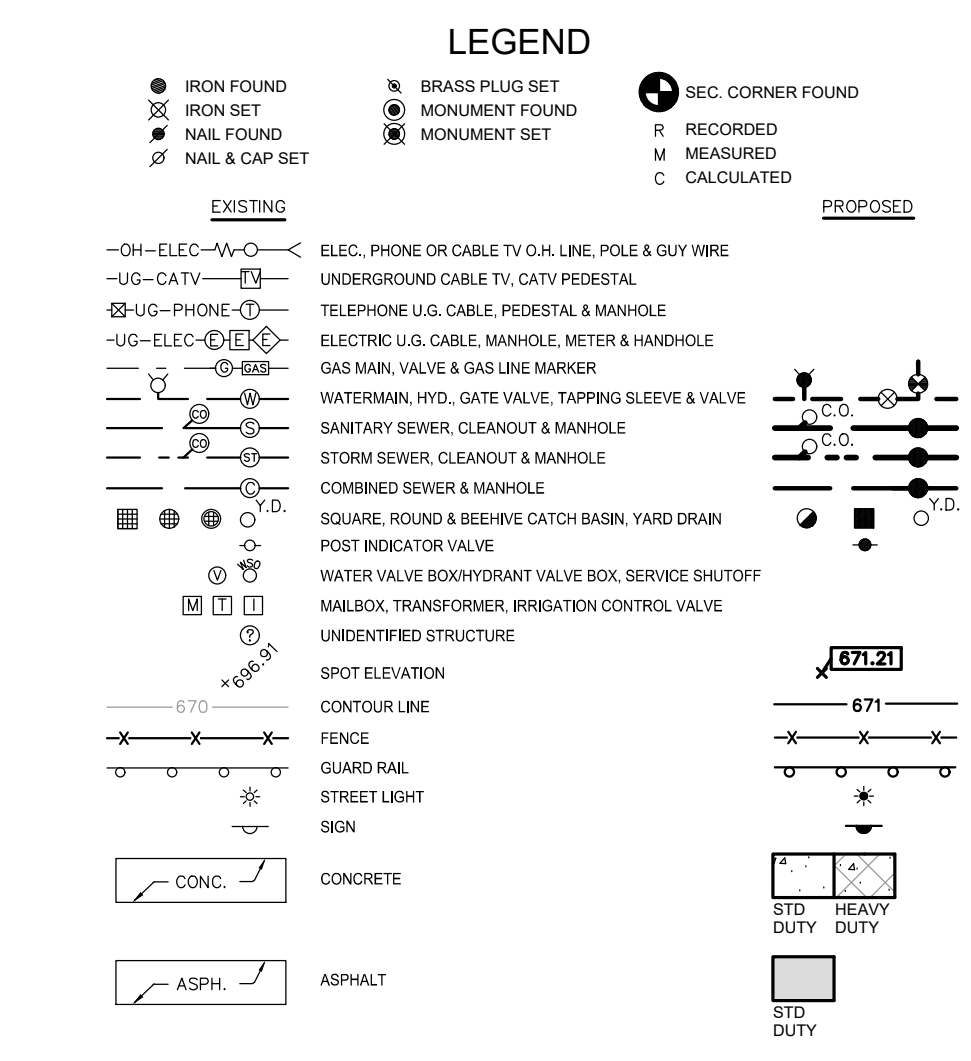 LEGEND
IRON FOUND
IRON SET
NAIL FOUND
NAIL & CAP SET
BRASS PLUG SET
MONUMENT FOUND
MONUMENT SET
SEC. CORNER FOUND
R RECORDED
M MEASURED
C CALCULATED
EXISTING PROPOSED
OH-ELEC ELEC., PHONE OR CABLE TV O.H. LINE, POLE & GUY WIRE
UG-CATV TV UNDERGROUND CABLE TV, CATV PEDESTAL
UG-PHONE T TELEPHONE U.G. CABLE, PEDESTAL & MANHOLE
UG-ELEC E E E ELECTRIC U.G. CABLE, MANHOLE, METER & HANDHOLE
G GAS GAS MAIN, VALVE & GAS LINE MARKER
W WATERMAIN, HYD., GATE VALVE, TAPPING SLEEVE & VALVE
CO S SANITARY SEWER, CLEANOUT & MANHOLE C.O.
CO ST STORM SEWER, CLEANOUT & MANHOLE C.O.
C COMBINED SEWER & MANHOLE
Y.D. SQUARE, ROUND & BEEHIVE CATCH BASIN, YARD DRAIN Y.D.
POST INDICATOR VALVE
V WSO WATER VALVE BOX/HYDRANT VALVE BOX, SERVICE SHUTOFF
M T I MAILBOX, TRANSFORMER, IRRIGATION CONTROL VALVE
? UNIDENTIFIED STRUCTURE
×696.91 SPOT ELEVATION 671.21
670 CONTOUR LINE 671
X X X FENCE X X X
GUARD RAIL
STREET LIGHT
SIGN
CONC. CONCRETE
STD DUTY
HEAVY DUTY
ASPH. ASPHALT
STD
DUTY